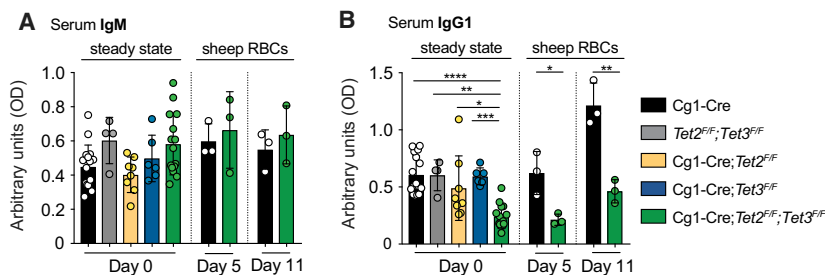 A Serum IgM
steady state sheep RBCs
Arbitrary units (OD)
1.0
0.8
0.6
0.4
0.2
0
Day 0 Day 5 Day 11
B Serum IgG1
steady state sheep RBCs
Arbitrary units (OD)
1.5
1.0
0.5
0
****
**
*
***
*
**
Day 0 Day 5 Day 11
Cg1-Cre
Tet2F/F;Tet3F/F
Cg1-Cre;Tet2F/F
Cg1-Cre;Tet3F/F
Cg1-Cre;Tet2F/F;Tet3F/F